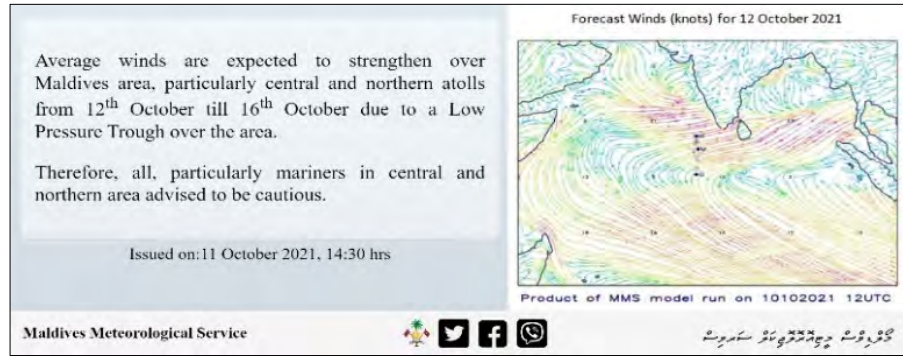 Forecast Winds (knots) for 12 October 2021
Average winds are expected to strengthen over
Maldives area, particularly central and northern atolls
from 12th October till 16th October due to a Low
Pressure Trough over the area.
Therefore, all, particularly mariners in central and
northern area advised to be cautious.
Issued on:11 October 2021, 14:30 hrs
Product of MMS model run on 10102021 12UTC
Maldives Meteorological Service
މޯލްޑިވްސް މީޓިއޮރޮލޮޖިކަލް ސަރވިސް